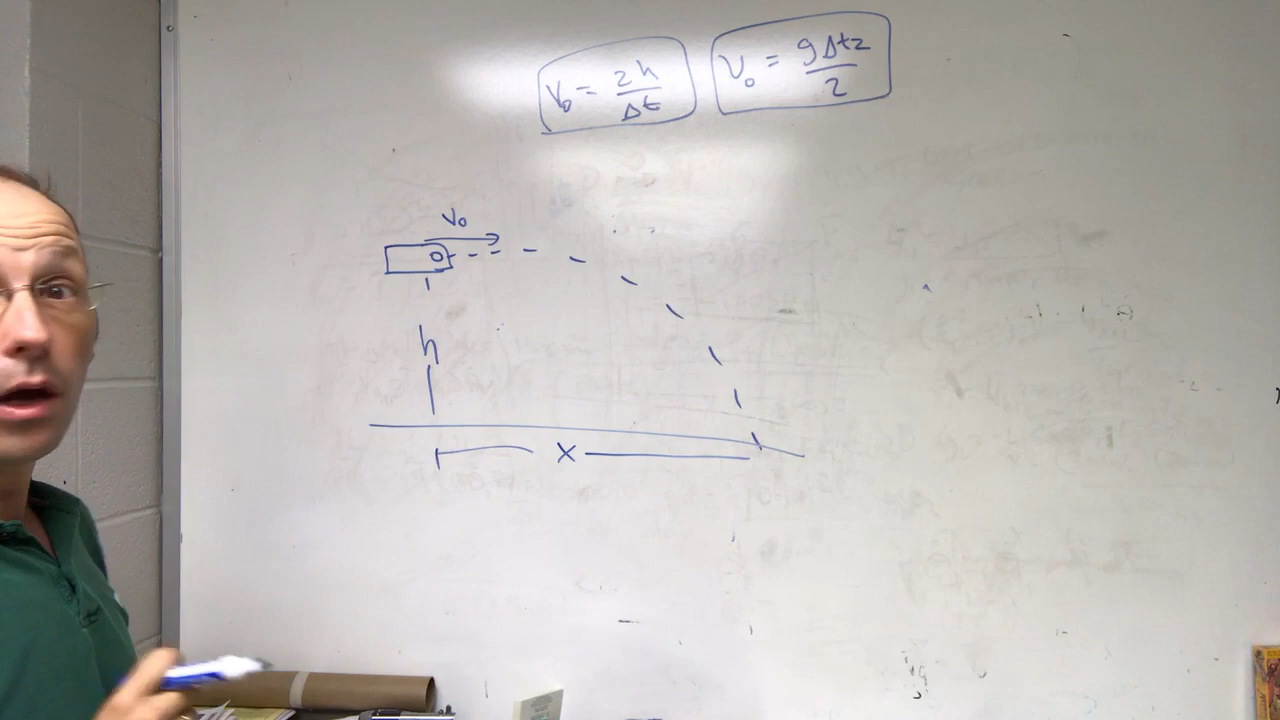 v₀ = 2h/Δt
v₀ = gΔt2/2
v₀
h
x